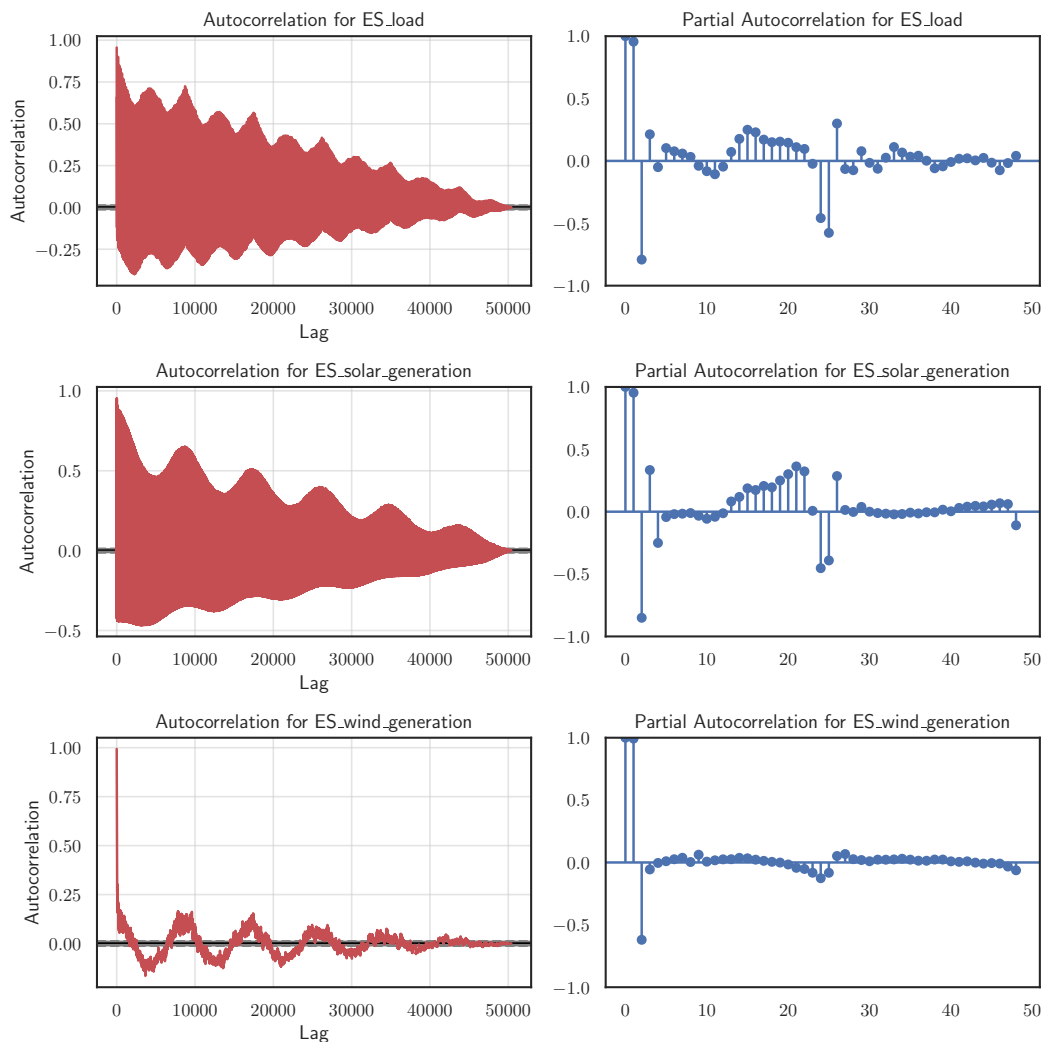 Autocorrelation for ES_load
1.00
0.75
0.50
0.25
0.00
−0.25
Autocorrelation
0 10000 20000 30000 40000 50000
Lag
Partial Autocorrelation for ES_load
1.0
0.5
0.0
−0.5
−1.0
0 10 20 30 40 50
Autocorrelation for ES_solar_generation
1.0
0.5
0.0
−0.5
Autocorrelation
0 10000 20000 30000 40000 50000
Lag
Partial Autocorrelation for ES_solar_generation
1.0
0.5
0.0
−0.5
−1.0
0 10 20 30 40 50
Autocorrelation for ES_wind_generation
1.00
0.75
0.50
0.25
0.00
Autocorrelation
0 10000 20000 30000 40000 50000
Lag
Partial Autocorrelation for ES_wind_generation
1.0
0.5
0.0
−0.5
−1.0
0 10 20 30 40 50